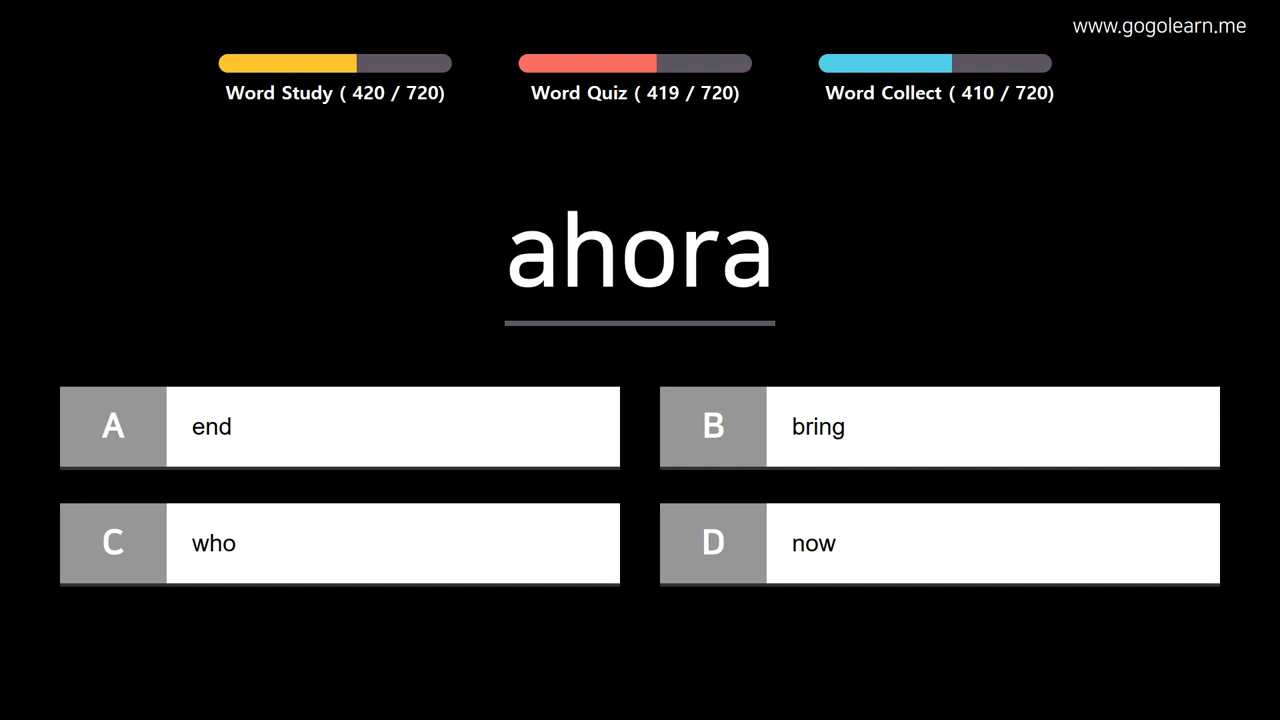 www.gogolearn.me
Word Study ( 420 / 720)
Word Quiz ( 419 / 720)
Word Collect ( 410 / 720)
ahora
A end
B bring
C who
D now